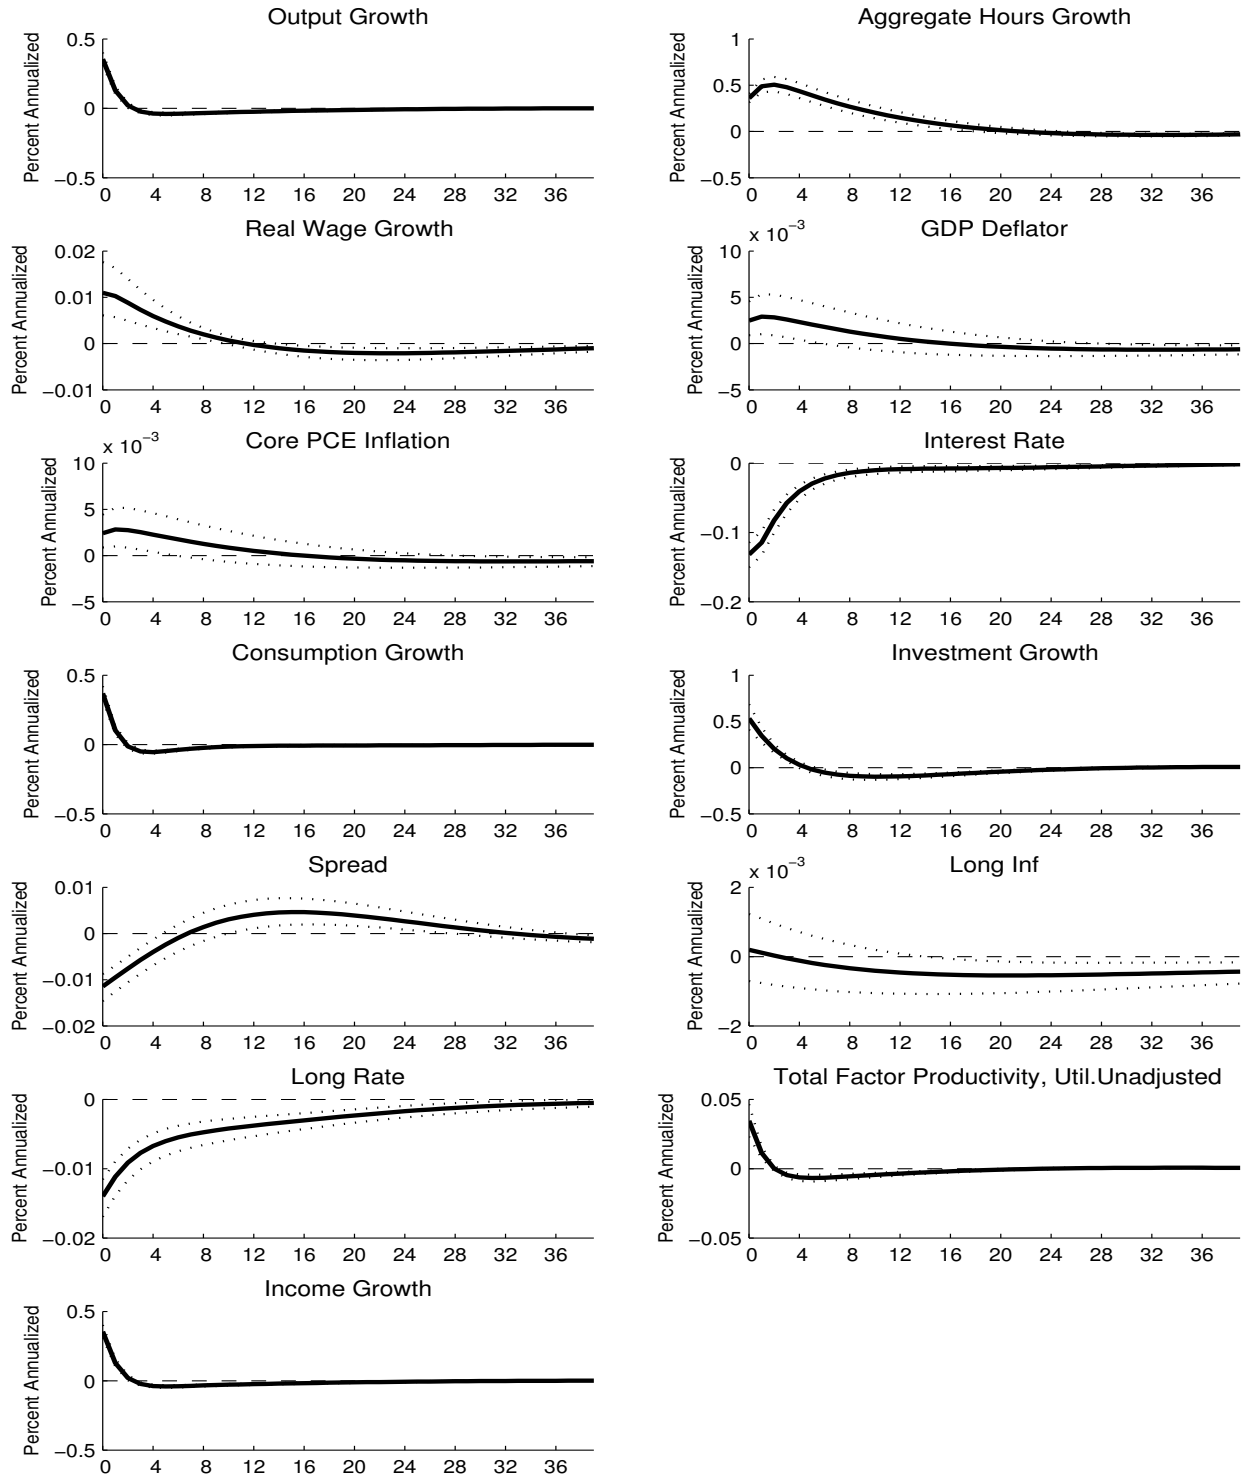 Output Growth
Percent Annualized
0.5
0
−0.5
0 4 8 12 16 20 24 28 32 36
Aggregate Hours Growth
Percent Annualized
1
0.5
0
−0.5
0 4 8 12 16 20 24 28 32 36
Real Wage Growth
Percent Annualized
0.02
0.01
0
−0.01
0 4 8 12 16 20 24 28 32 36
GDP Deflator
x 10−3
Percent Annualized
10
5
0
−5
0 4 8 12 16 20 24 28 32 36
Core PCE Inflation
x 10−3
Percent Annualized
10
5
0
−5
0 4 8 12 16 20 24 28 32 36
Interest Rate
Percent Annualized
0
−0.1
−0.2
0 4 8 12 16 20 24 28 32 36
Consumption Growth
Percent Annualized
0.5
0
−0.5
0 4 8 12 16 20 24 28 32 36
Investment Growth
Percent Annualized
1
0.5
0
−0.5
0 4 8 12 16 20 24 28 32 36
Spread
Percent Annualized
0.01
0
−0.01
−0.02
0 4 8 12 16 20 24 28 32 36
Long Inf
x 10−3
Percent Annualized
2
0
−2
0 4 8 12 16 20 24 28 32 36
Long Rate
Percent Annualized
0
−0.01
−0.02
0 4 8 12 16 20 24 28 32 36
Total Factor Productivity, Util.Unadjusted
Percent Annualized
0.05
0
−0.05
0 4 8 12 16 20 24 28 32 36
Income Growth
Percent Annualized
0.5
0
−0.5
0 4 8 12 16 20 24 28 32 36